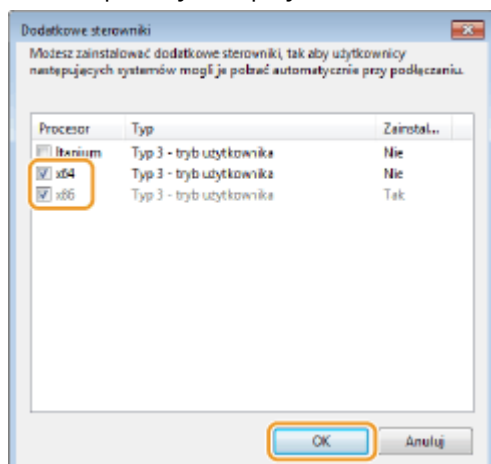 Dodatkowe sterowniki
Możesz zainstalować dodatkowe sterowniki, tak aby użytkownicy
następujących systemów mogli je pobrać automatycznie przy podłączaniu.
Procesor Typ Zainstal...
Itanium Typ 3 - tryb użytkownika Nie
x64 Typ 3 - tryb użytkownika Nie
x86 Typ 3 - tryb użytkownika Tak
OK Anuluj